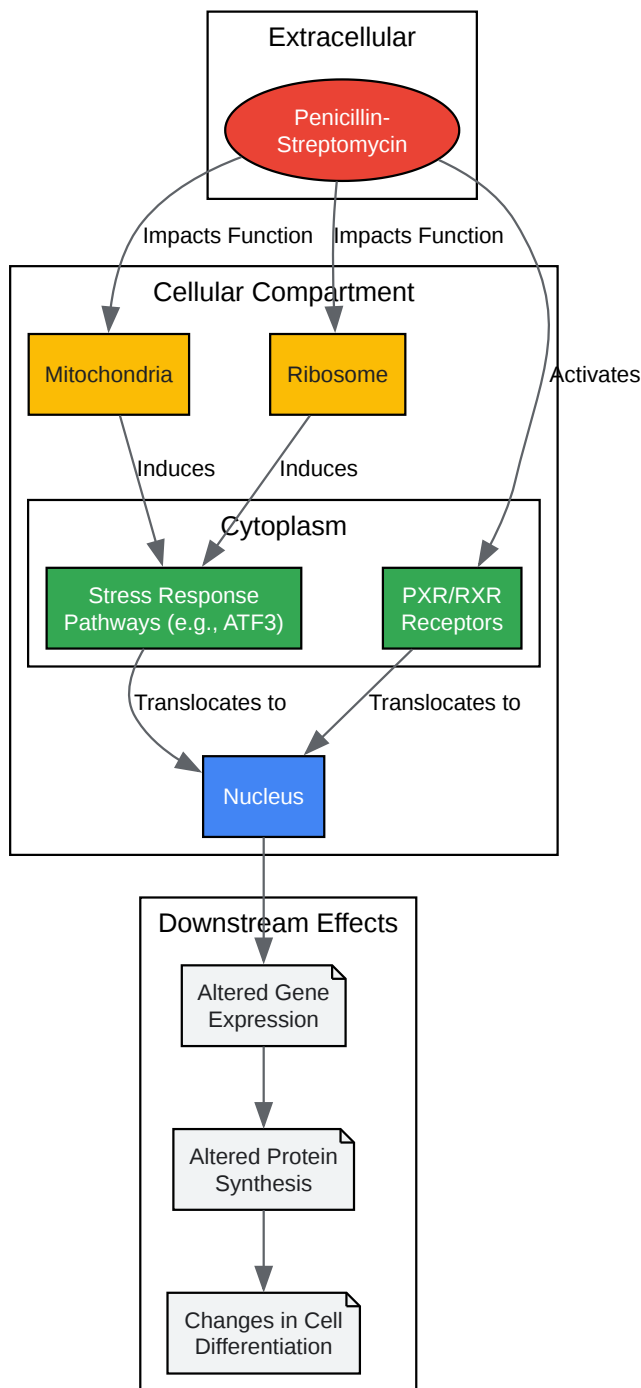 Extracellular
Penicillin-
Streptomycin
Impacts Function
Impacts Function
Cellular Compartment
Mitochondria
Ribosome
Activates
Induces
Induces
Cytoplasm
Stress Response
Pathways (e.g., ATF3)
PXR/RXR
Receptors
Translocates to
Translocates to
Nucleus
Downstream Effects
Altered Gene
Expression
Altered Protein
Synthesis
Changes in Cell
Differentiation